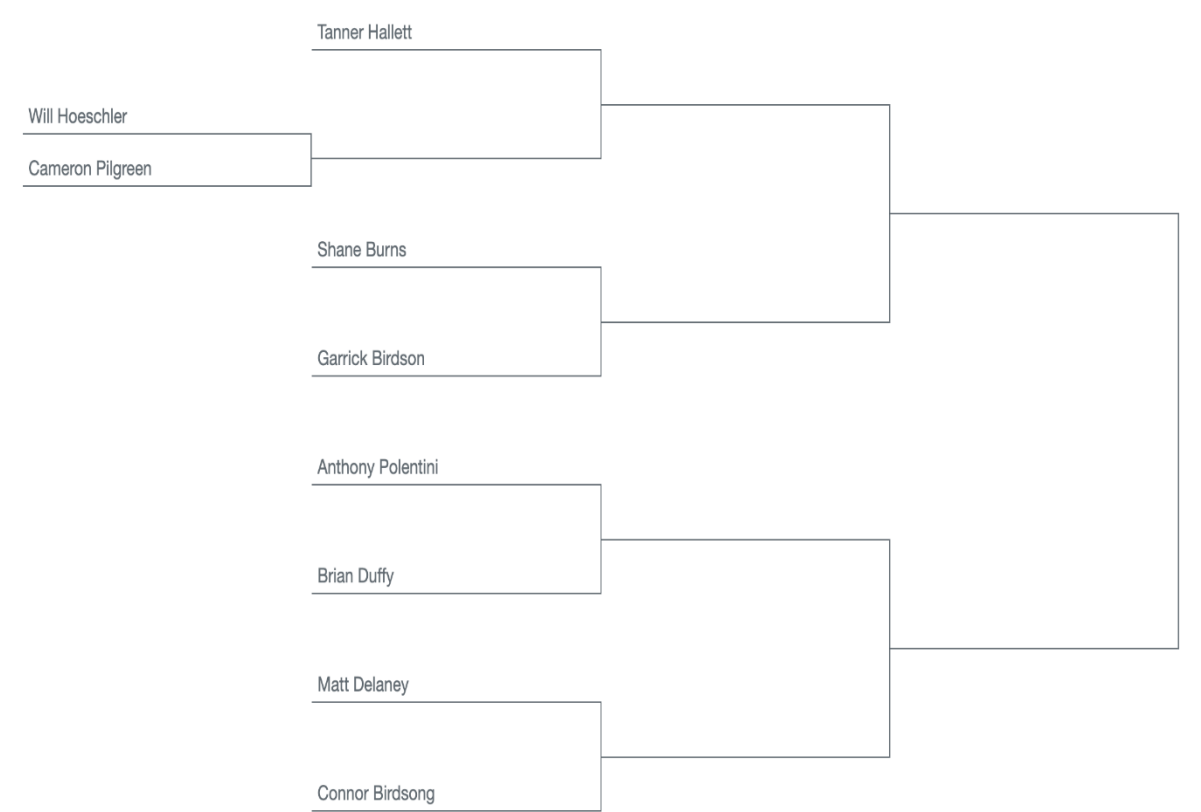 Tanner Hallett
Will Hoeschler
Cameron Pilgreen
Shane Burns
Garrick Birdson
Anthony Polentini
Brian Duffy
Matt Delaney
Connor Birdsong